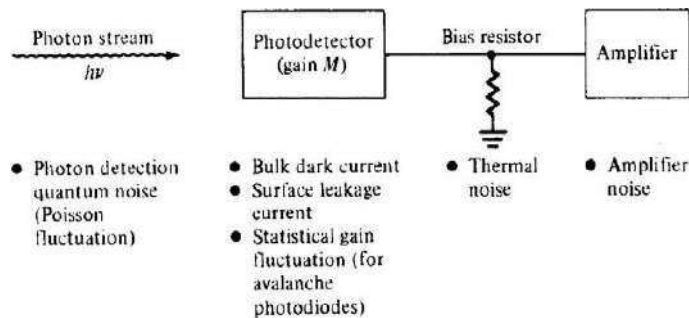 Photon stream
hν
Photodetector
(gain M)
Bias resistor
Amplifier
● Photon detection
quantum noise
(Poisson
fluctuation)
● Bulk dark current
● Surface leakage
current
● Statistical gain
fluctuation (for
avalanche
photodiodes)
● Thermal
noise
● Amplifier
noise